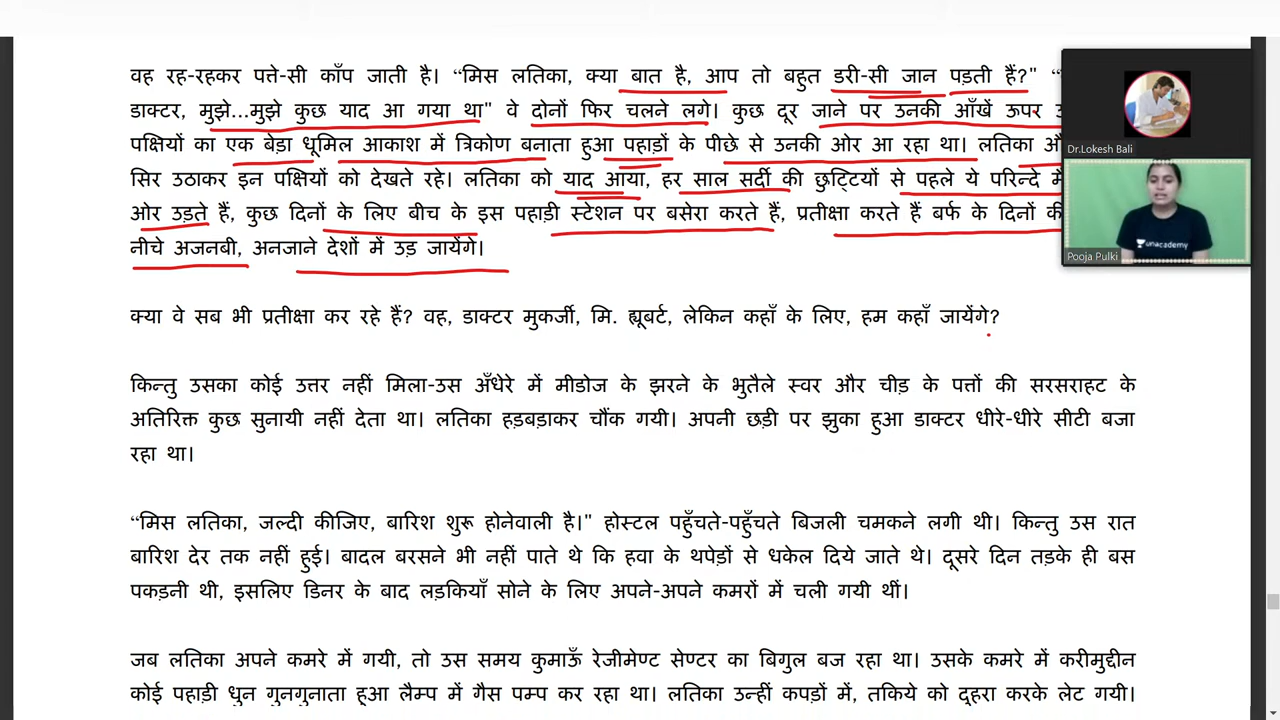 वह रह-रहकर पत्ते-सी काँप जाती है। “मिस लतिका, क्या बात है, आप तो बहुत डरी-सी जान पड़ती हैं?"
डाक्टर, मुझे...मुझे कुछ याद आ गया था" वे दोनों फिर चलने लगे। कुछ दूर जाने पर उनकी आँखें ऊपर
पक्षियों का एक बेड़ा धूमिल आकाश में त्रिकोण बनाता हुआ पहाड़ों के पीछे से उनकी ओर आ रहा था। लतिका
सिर उठाकर इन पक्षियों को देखते रहे। लतिका को याद आया, हर साल सर्दी की छुट्टियों से पहले ये परिन्दे
ओर उड़ते हैं, कुछ दिनों के लिए बीच के इस पहाड़ी स्टेशन पर बसेरा करते हैं, प्रतीक्षा करते हैं बर्फ के दिनों
नीचे अजनबी, अनजाने देशों में उड़ जायेंगे।
क्या वे सब भी प्रतीक्षा कर रहे हैं? वह, डाक्टर मुकर्जी, मि. ह्यूबर्ट, लेकिन कहाँ के लिए, हम कहाँ जायेंगे?
किन्तु उसका कोई उत्तर नहीं मिला-उस अँधेरे में मीडोज के झरने के भुतैले स्वर और चीड़ के पत्तों की सरसराहट के
अतिरिक्त कुछ सुनायी नहीं देता था। लतिका हड़बड़ाकर चौंक गयी। अपनी छड़ी पर झुका हुआ डाक्टर धीरे-धीरे सीटी बजा
रहा था।
“मिस लतिका, जल्दी कीजिए, बारिश शुरू होनेवाली है।" होस्टल पहुँचते-पहुँचते बिजली चमकने लगी थी। किन्तु उस रात
बारिश देर तक नहीं हुई। बादल बरसने भी नहीं पाते थे कि हवा के थपेड़ों से धकेल दिये जाते थे। दूसरे दिन तड़के ही बस
पकड़नी थी, इसलिए डिनर के बाद लड़कियाँ सोने के लिए अपने-अपने कमरों में चली गयी थीं।
जब लतिका अपने कमरे में गयी, तो उस समय कुमाऊँ रेजीमेण्ट सेण्टर का बिगुल बज रहा था। उसके कमरे में करीमुद्दीन
कोई पहाड़ी धुन गुनगुनाता हुआ लैम्प में गैस पम्प कर रहा था। लतिका उन्हीं कपड़ों में, तकिये को दूहरा करके लेट गयी।
Dr.Lokesh Bali
unacademy
Pooja Pulki